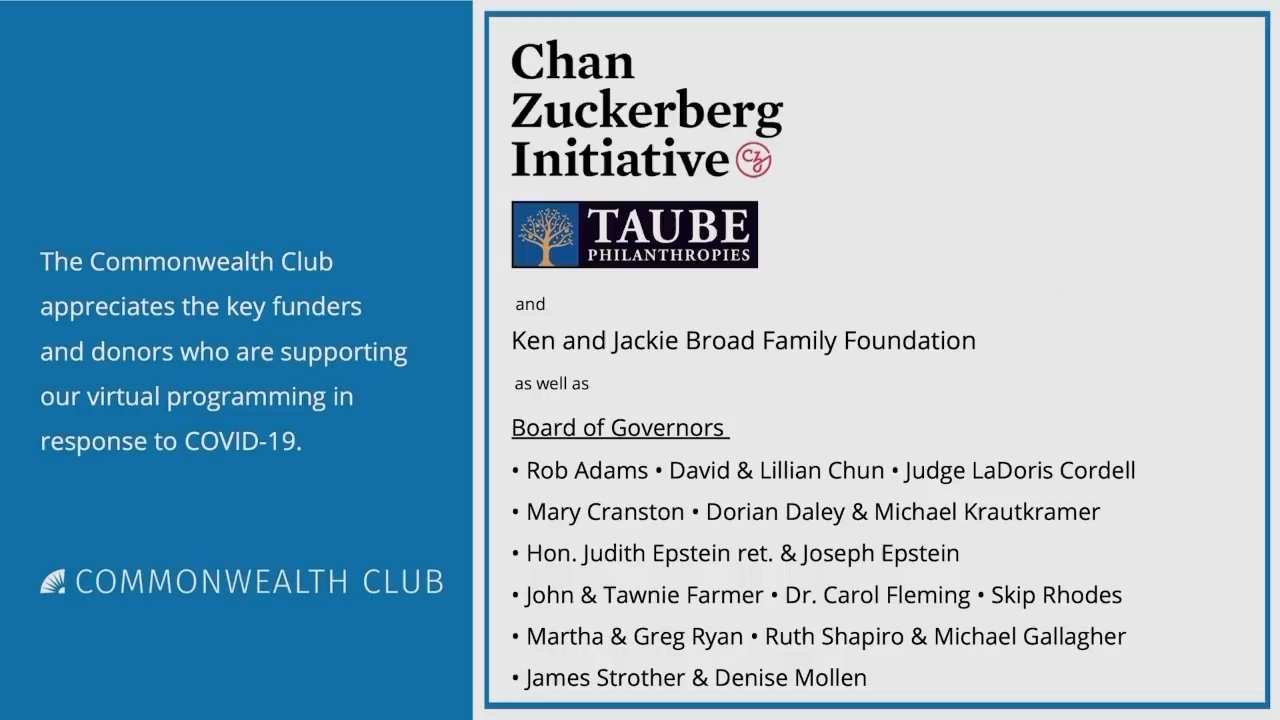 The Commonwealth Club
appreciates the key funders
and donors who are supporting
our virtual programming in
response to COVID-19.
COMMONWEALTH CLUB
Chan
Zuckerberg
Initiative CZ
TAUBE
PHILANTHROPIES
and
Ken and Jackie Broad Family Foundation
as well as
Board of Governors
• Rob Adams • David & Lillian Chun • Judge LaDoris Cordell
• Mary Cranston • Dorian Daley & Michael Krautkramer
• Hon. Judith Epstein ret. & Joseph Epstein
• John & Tawnie Farmer • Dr. Carol Fleming • Skip Rhodes
• Martha & Greg Ryan • Ruth Shapiro & Michael Gallagher
• James Strother & Denise Mollen